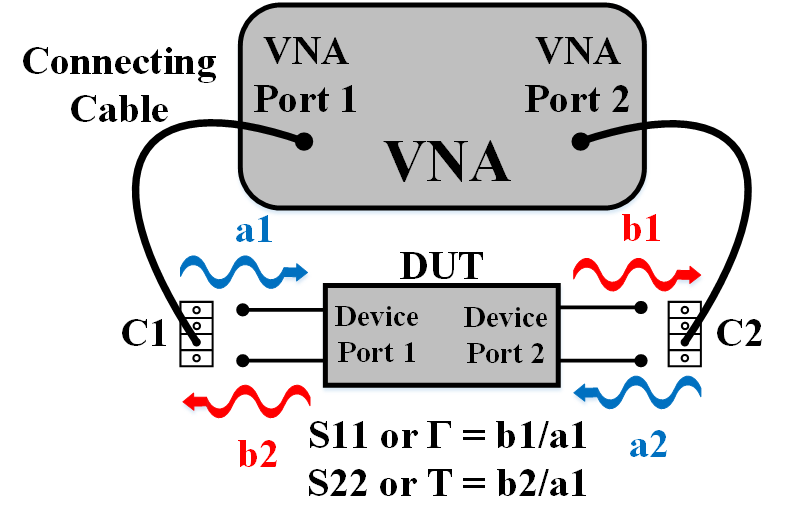 Connecting
Cable
VNA
Port 1
VNA
Port 2
VNA
a1
b1
DUT
C1
Device
Port 1
Device
Port 2
C2
b2
a2
S11 or Γ = b1/a1
S22 or T = b2/a1